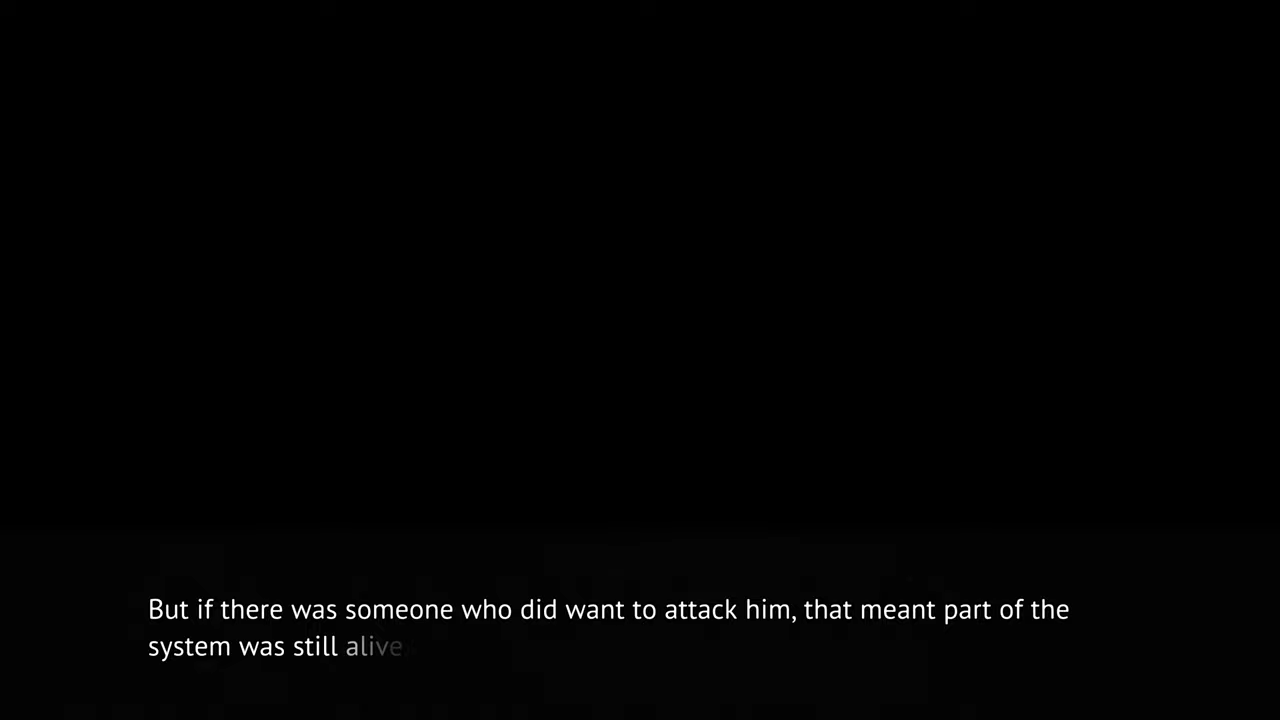 But if there was someone who did want to attack him, that meant part of the
system was still alive